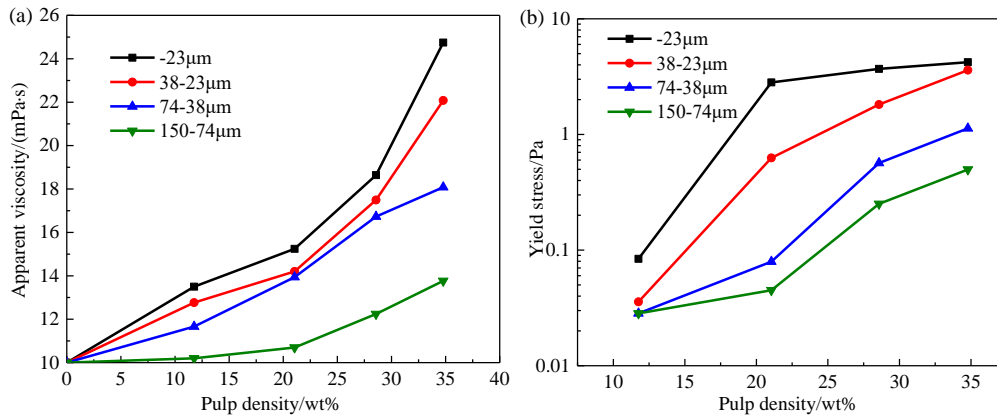 (a)
26
24
22
20
18
16
14
12
10
Apparent viscosity/(mPa·s)
-23μm
38-23μm
74-38μm
150-74μm
0 5 10 15 20 25 30 35 40
Pulp density/wt%
(b)
10
1
0.1
0.01
Yield stress/Pa
-23μm
38-23μm
74-38μm
150-74μm
10 15 20 25 30 35
Pulp density/wt%